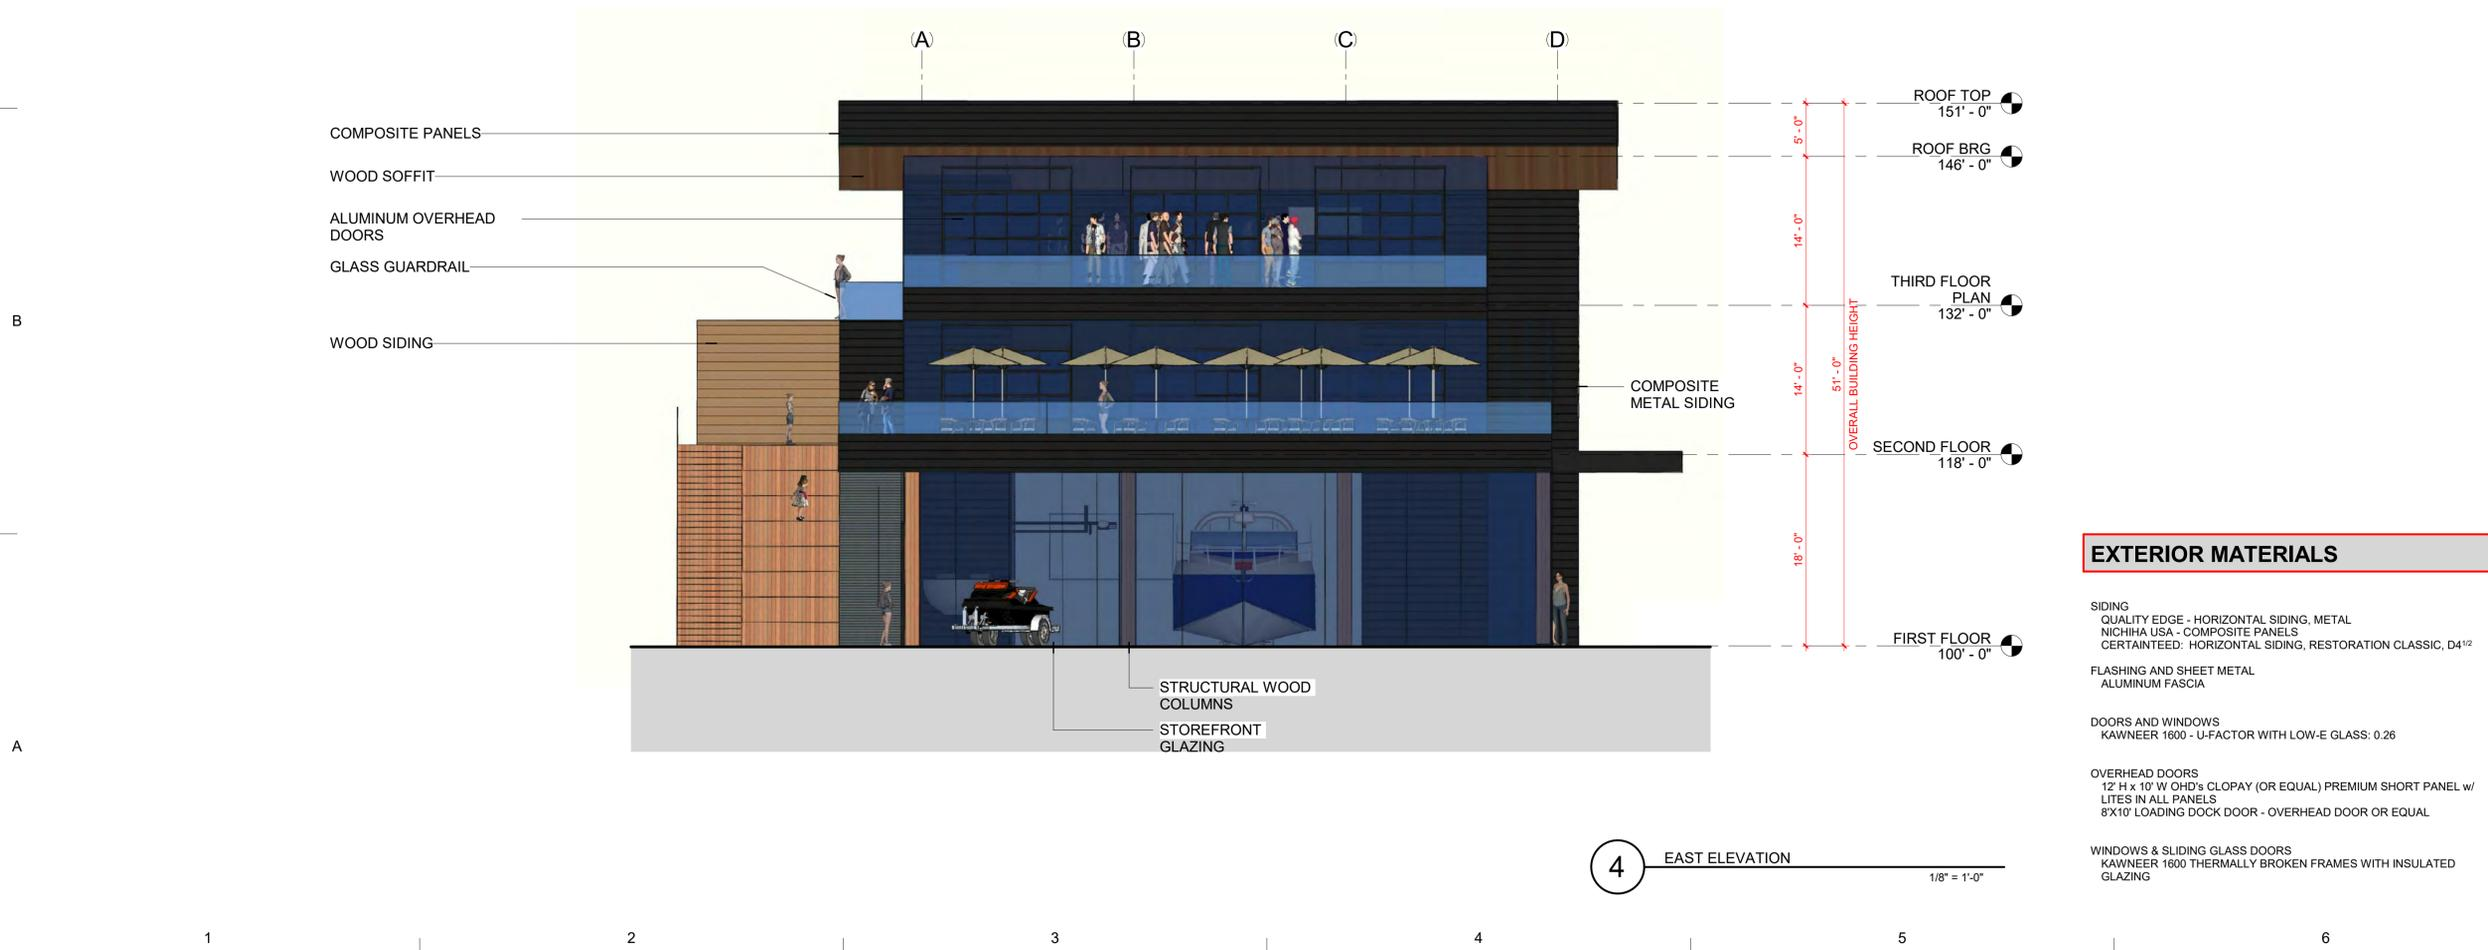 A
B
C
D
COMPOSITE PANELS
WOOD SOFFIT
ALUMINUM OVERHEAD
DOORS
GLASS GUARDRAIL
WOOD SIDING
COMPOSITE
METAL SIDING
STRUCTURAL WOOD
COLUMNS
STOREFRONT
GLAZING
5' - 0"
14' - 0"
14' - 0"
18' - 0"
51' - 0"
OVERALL BUILDING HEIGHT
ROOF TOP
151' - 0"
ROOF BRG
146' - 0"
THIRD FLOOR
PLAN
132' - 0"
SECOND FLOOR
118' - 0"
FIRST FLOOR
100' - 0"
EXTERIOR MATERIALS
SIDING
QUALITY EDGE - HORIZONTAL SIDING, METAL
NICHIHA USA - COMPOSITE PANELS
CERTAINTEED: HORIZONTAL SIDING, RESTORATION CLASSIC, D4 1/2
FLASHING AND SHEET METAL
ALUMINUM FASCIA
DOORS AND WINDOWS
KAWNEER 1600 - U-FACTOR WITH LOW-E GLASS: 0.26
OVERHEAD DOORS
12' H x 10' W OHD's CLOPAY (OR EQUAL) PREMIUM SHORT PANEL w/
LITES IN ALL PANELS
8'X10' LOADING DOCK DOOR - OVERHEAD DOOR OR EQUAL
WINDOWS & SLIDING GLASS DOORS
KAWNEER 1600 THERMALLY BROKEN FRAMES WITH INSULATED
GLAZING
4
EAST ELEVATION
1/8" = 1'-0"
B
A
1
2
3
4
5
6